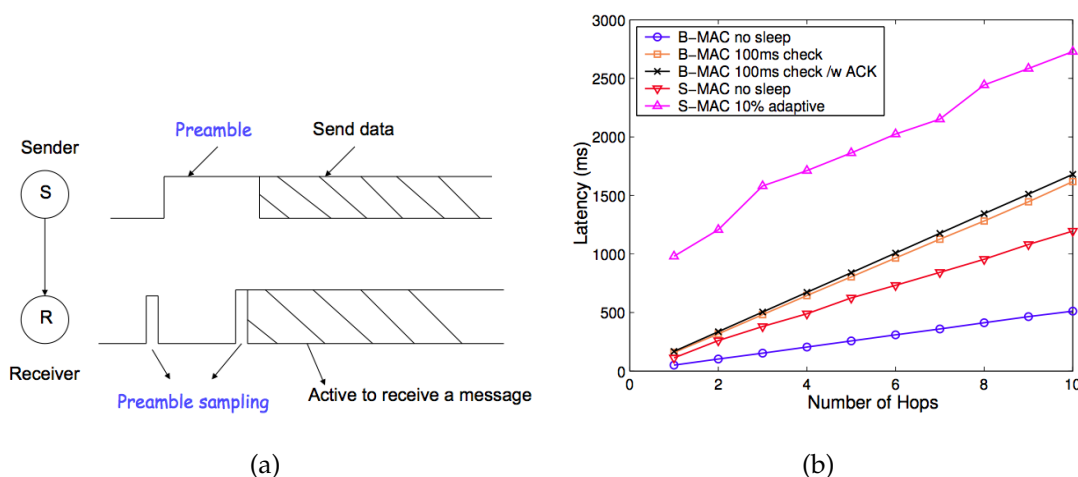 Preamble
Send data
Sender
S
R
Receiver
Preamble sampling
Active to receive a message
(a)
3000
2500
2000
1500
1000
500
0
Latency (ms)
B-MAC no sleep
B-MAC 100ms check
B-MAC 100ms check /w ACK
S-MAC no sleep
S-MAC 10% adaptive
0 2 4 6 8 10
Number of Hops
(b)